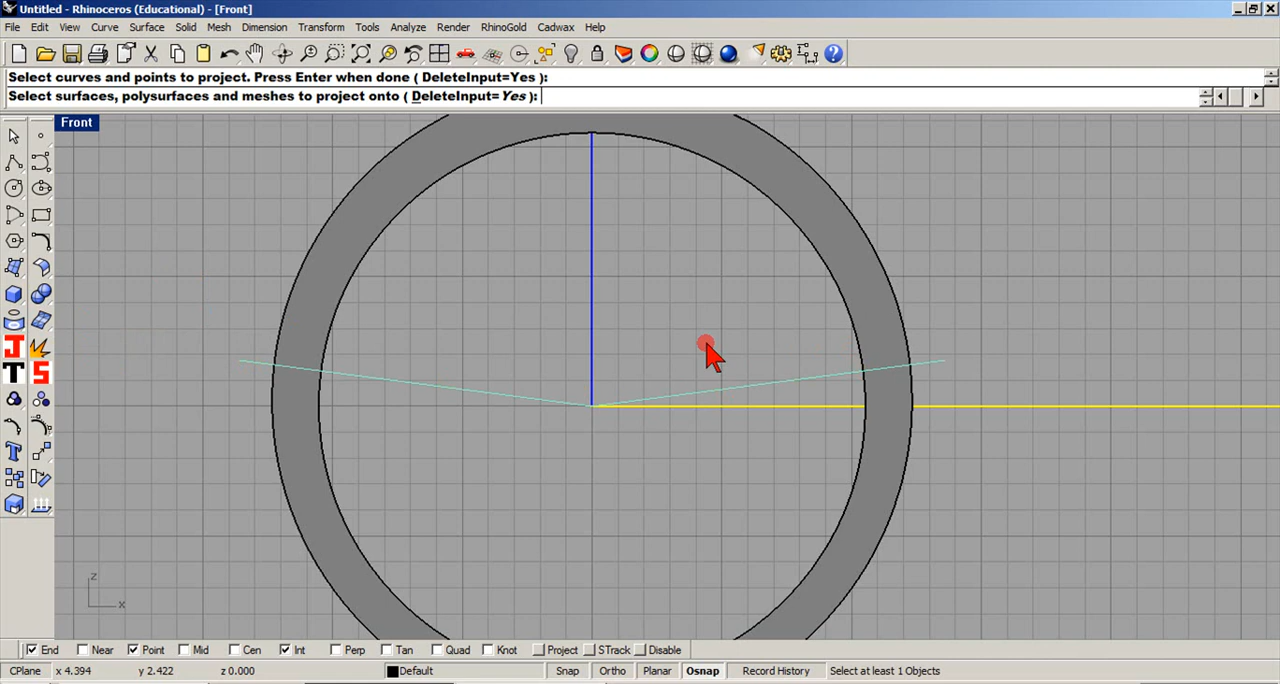 Untitled - Rhinoceros (Educational) - [Front]
File Edit View Curve Surface Solid Mesh Dimension Transform Tools Analyze Render RhinoGold Cadwax Help
Select curves and points to project. Press Enter when done ( DeleteInput=Yes ):
Select surfaces, polysurfaces and meshes to project onto ( DeleteInput=Yes ):
Front
J
T S
T
z
x
End Near Point Mid Cen Int Perp Tan Quad Knot Project STrack Disable
CPlane x 4.394 y 2.422 z 0.000 Default Snap Ortho Planar Osnap Record History Select at least 1 Objects